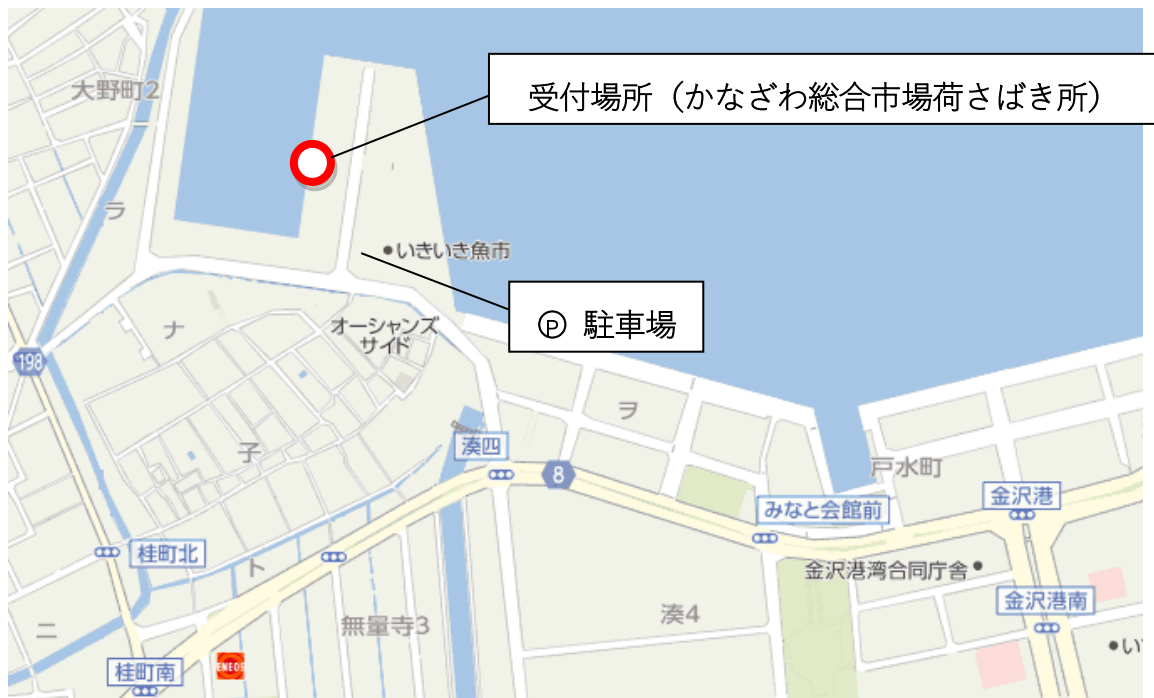 大野町2
受付場所（かなざわ総合市場荷さばき所）
ラ
いきいき魚市
Ⓟ 駐車場
ナ
オーシャンズ
サイド
198
ヲ
子
湊四
8
戸水町
みなと会館前
金沢港
桂町北
ト
金沢港湾合同庁舎
金沢港南
ニ
無量寺3
湊4
いi
桂町南
ENEOS